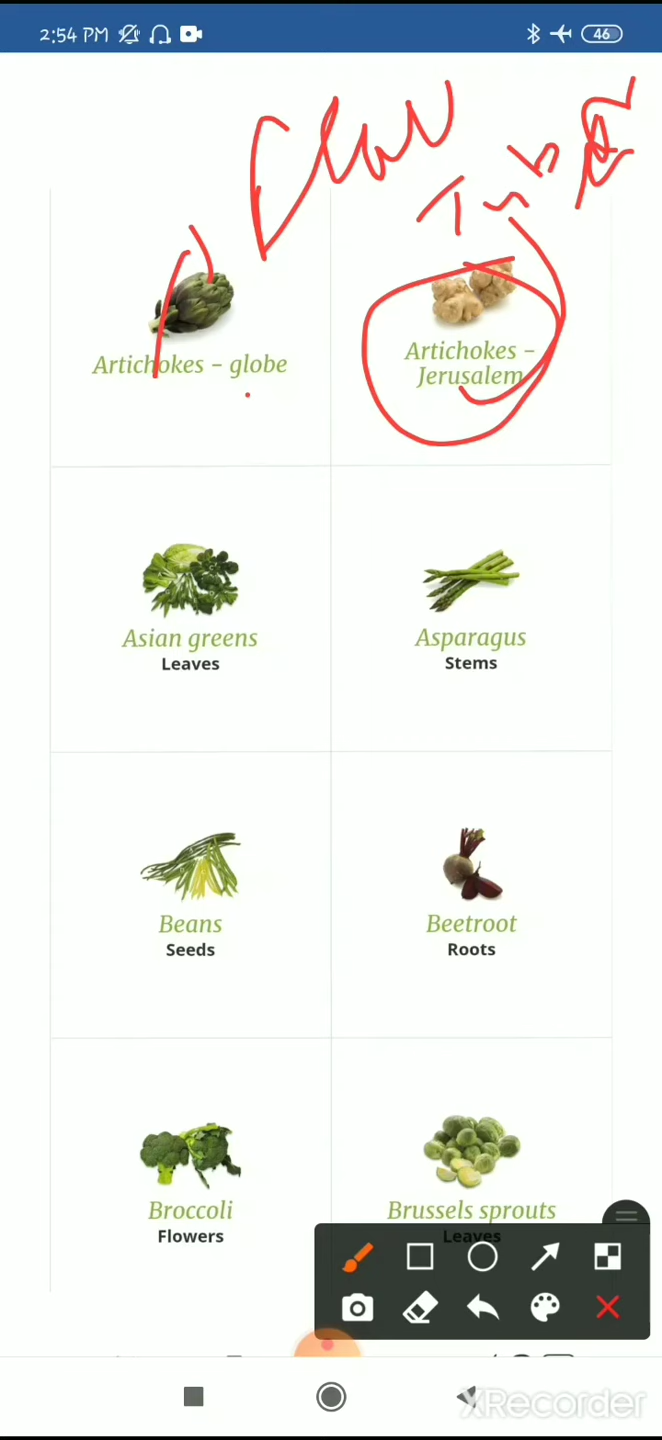 2:54 PM
46
Artichokes – globe
Artichokes –
Jerusalem
Asian greens
Leaves
Asparagus
Stems
Beans
Seeds
Beetroot
Roots
Broccoli
Flowers
Brussels sprouts
Leaves
XRecorder